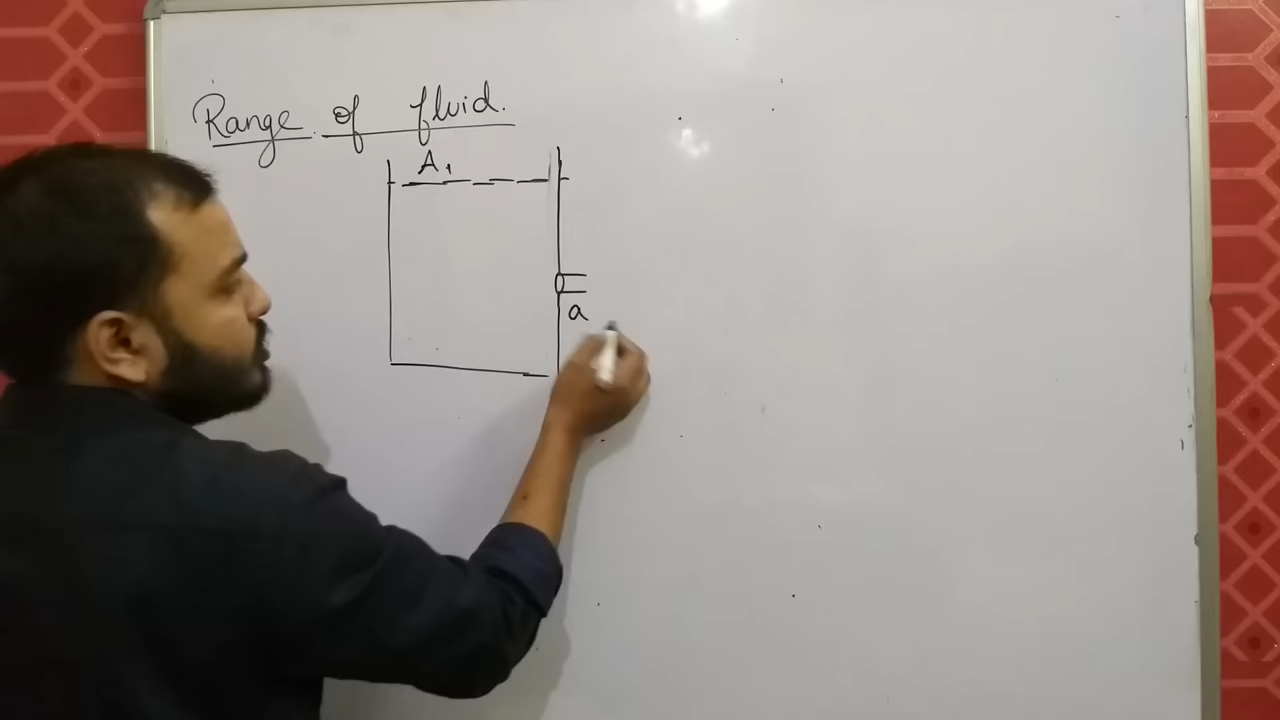 Range of fluid.
A₁
a